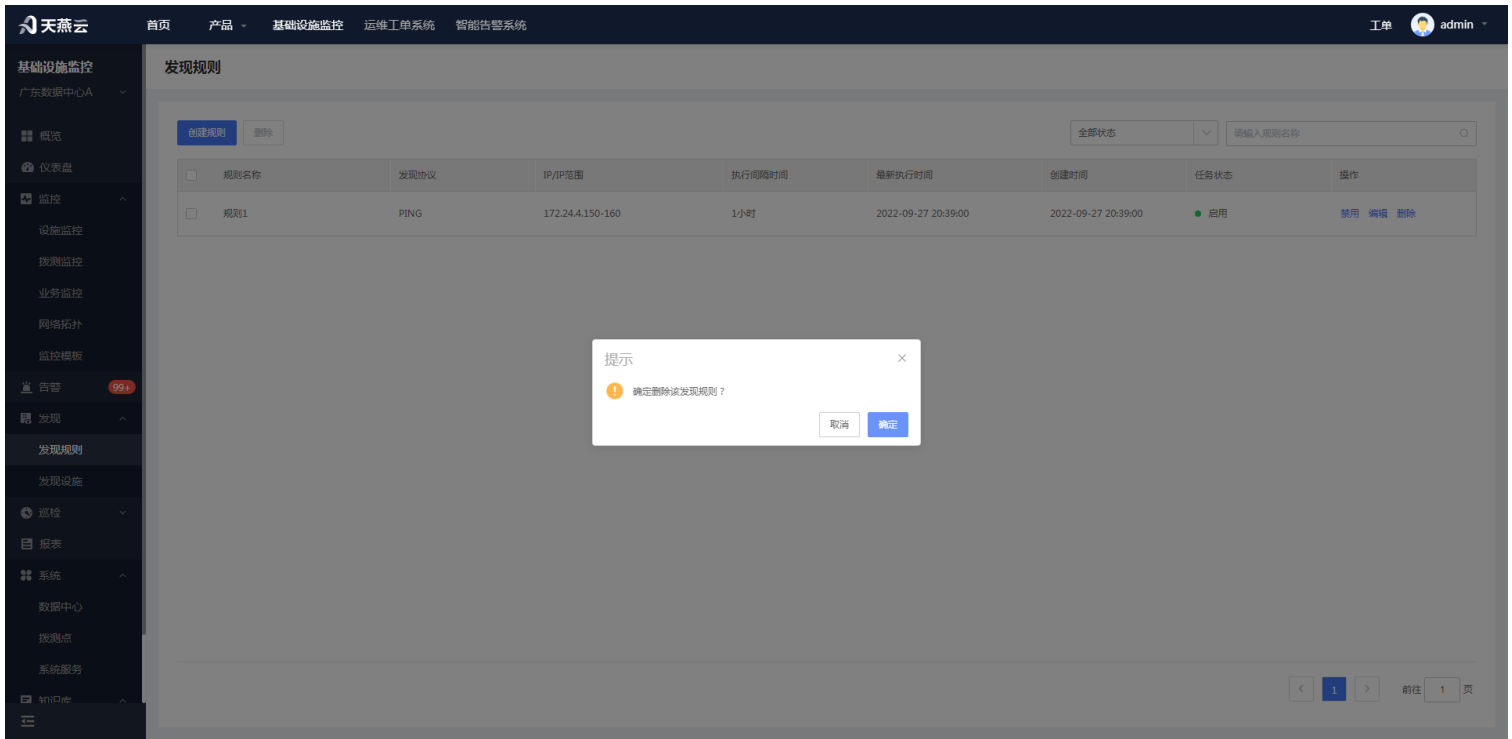 天燕云 首页 产品 基础设施监控 运维工单系统 智能告警系统 工单 admin
基础设施监控
广东数据中心A
概览
仪表盘
监控
设施监控
拨测监控
业务监控
网络拓扑
监控模板
告警 99+
发现
发现规则
发现设施
巡检
报表
系统
数据中心
拨测点
系统服务
知识库
发现规则
创建规则 删除 全部状态 请输入规则名称
规则名称 发现协议 IP/IP范围 执行间隔时间 最新执行时间 创建时间 任务状态 操作
规则1 PING 172.24.4.150-160 1小时 2022-09-27 20:39:00 2022-09-27 20:39:00 启用 禁用 编辑 删除
提示
确定删除该发现规则？
取消 确定
1 前往 1 页